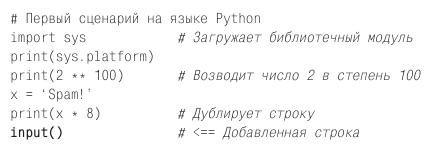 # Первый сценарий на языке Python
import sys # Загружает библиотечный модуль
print(sys.platform)
print(2 ** 100) # Возводит число 2 в степень 100
x = ‘Spam!’
print(x * 8) # Дублирует строку
input() # <== Добавленная строка